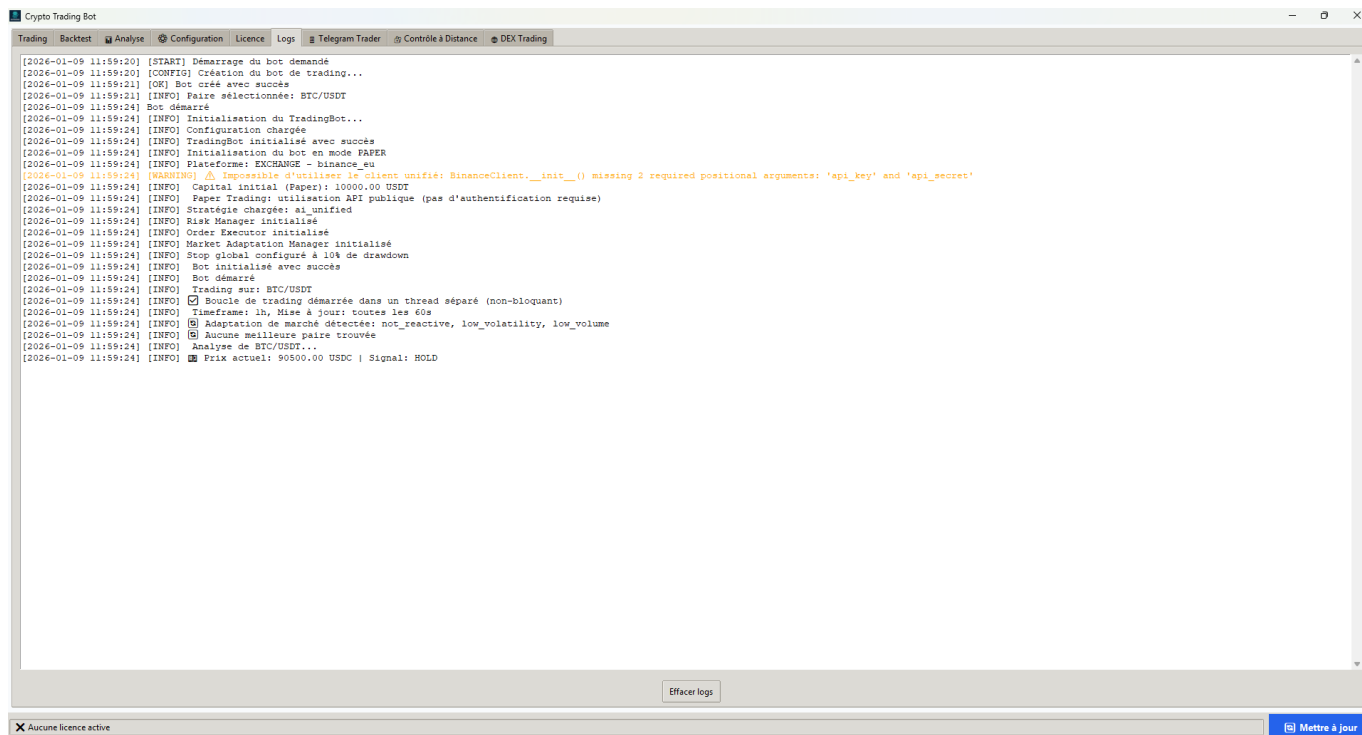 Crypto Trading Bot
Trading Backtest Analyse Configuration Licence Logs Telegram Trader Contrôle à Distance DEX Trading
[2026-01-09 11:59:20] [START] Démarrage du bot demandé
[2026-01-09 11:59:20] [CONFIG] Création du bot de trading...
[2026-01-09 11:59:21] [OK] Bot créé avec succès
[2026-01-09 11:59:21] [INFO] Paire sélectionnée: BTC/USDT
[2026-01-09 11:59:24] Bot démarré
[2026-01-09 11:59:24] [INFO] Initialisation du TradingBot...
[2026-01-09 11:59:24] [INFO] Configuration chargée
[2026-01-09 11:59:24] [INFO] TradingBot initialisé avec succès
[2026-01-09 11:59:24] [INFO] Initialisation du bot en mode PAPER
[2026-01-09 11:59:24] [INFO] Plateforme: EXCHANGE - binance_eu
[2026-01-09 11:59:24] [WARNING] ⚠ Impossible d'utiliser le client unifié: BinanceClient.__init__() missing 2 required positional arguments: 'api_key' and 'api_secret'
[2026-01-09 11:59:24] [INFO] Capital initial (Paper): 10000.00 USDT
[2026-01-09 11:59:24] [INFO] Paper Trading: utilisation API publique (pas d'authentification requise)
[2026-01-09 11:59:24] [INFO] Stratégie chargée: ai_unified
[2026-01-09 11:59:24] [INFO] Risk Manager initialisé
[2026-01-09 11:59:24] [INFO] Order Executor initialisé
[2026-01-09 11:59:24] [INFO] Market Adaptation Manager initialisé
[2026-01-09 11:59:24] [INFO] Stop global configuré à 10% de drawdown
[2026-01-09 11:59:24] [INFO] Bot initialisé avec succès
[2026-01-09 11:59:24] [INFO] Bot démarré
[2026-01-09 11:59:24] [INFO] Trading sur: BTC/USDT
[2026-01-09 11:59:24] [INFO] ☑ Boucle de trading démarrée dans un thread séparé (non-bloquant)
[2026-01-09 11:59:24] [INFO] Timeframe: 1h, Mise à jour: toutes les 60s
[2026-01-09 11:59:24] [INFO] Adaptation de marché détectée: not_reactive, low_volatility, low_volume
[2026-01-09 11:59:24] [INFO] Aucune meilleure paire trouvée
[2026-01-09 11:59:24] [INFO] Analyse de BTC/USDT...
[2026-01-09 11:59:24] [INFO] Prix actuel: 90500.00 USDC | Signal: HOLD
Effacer logs
Aucune licence active
Mettre à jour